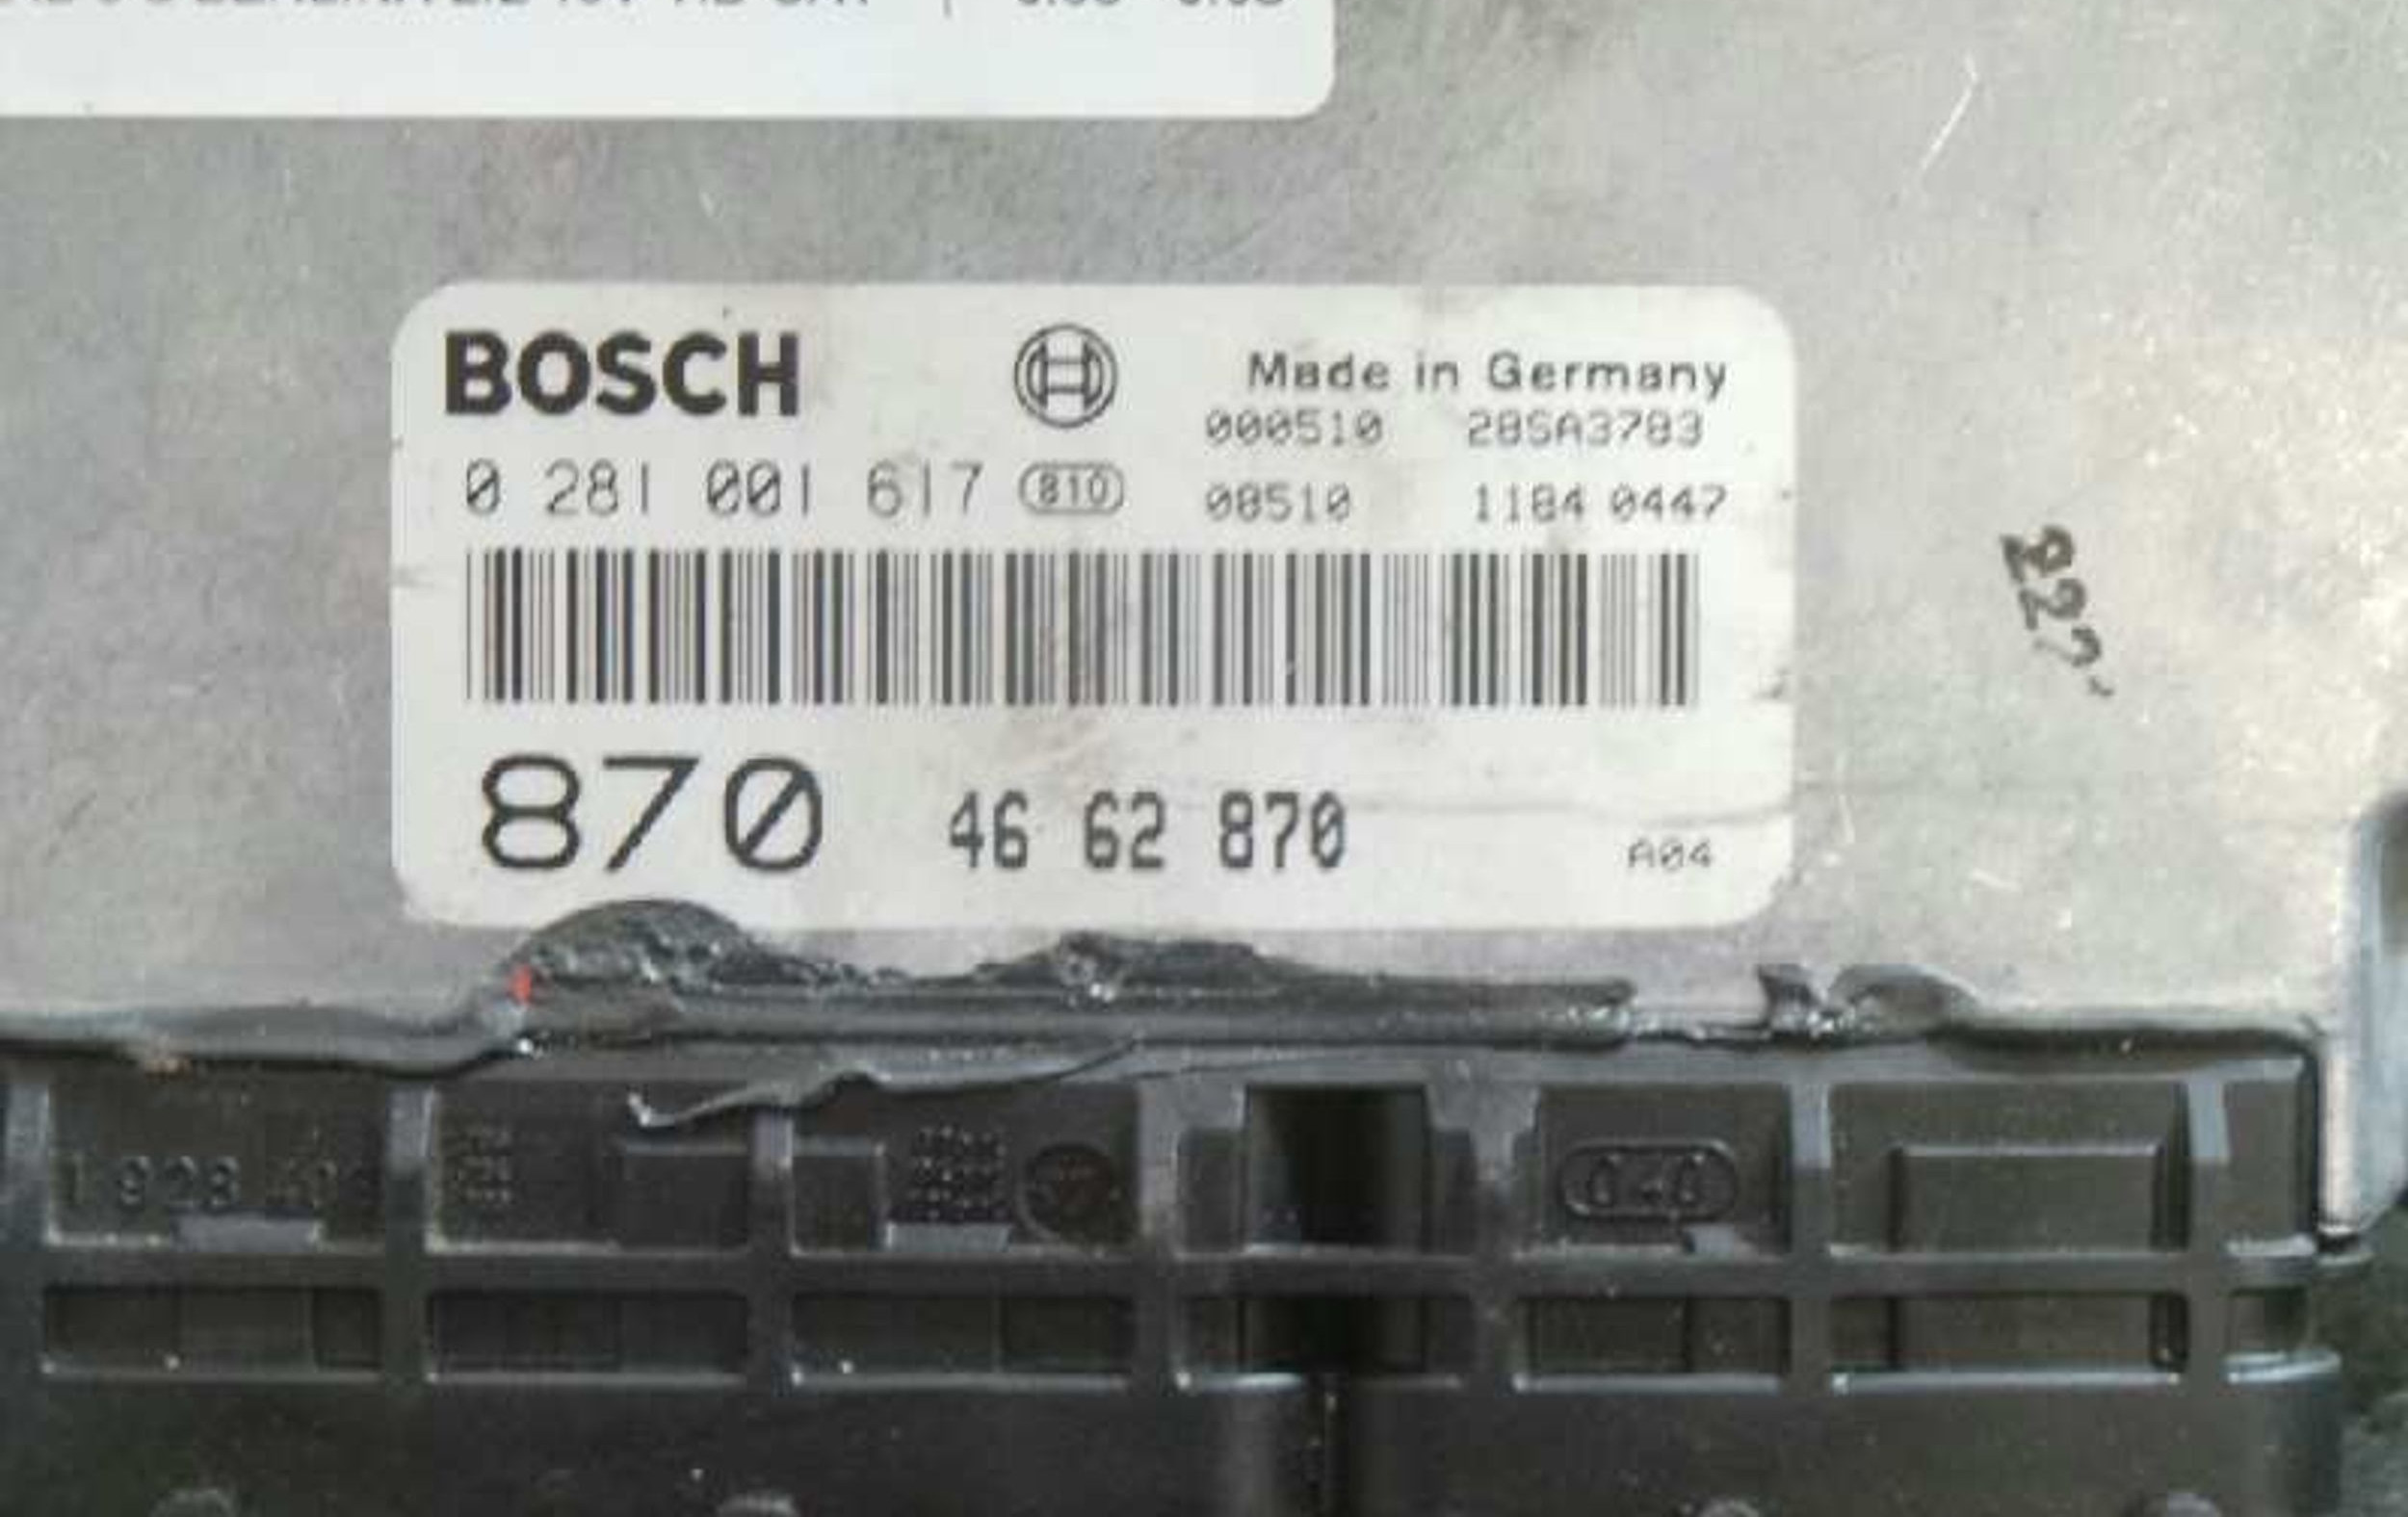 BOSCH
Made in Germany
000510 28SA3783
0 281 001 617 810
08510 1184 0447
870 46 62 870
A04